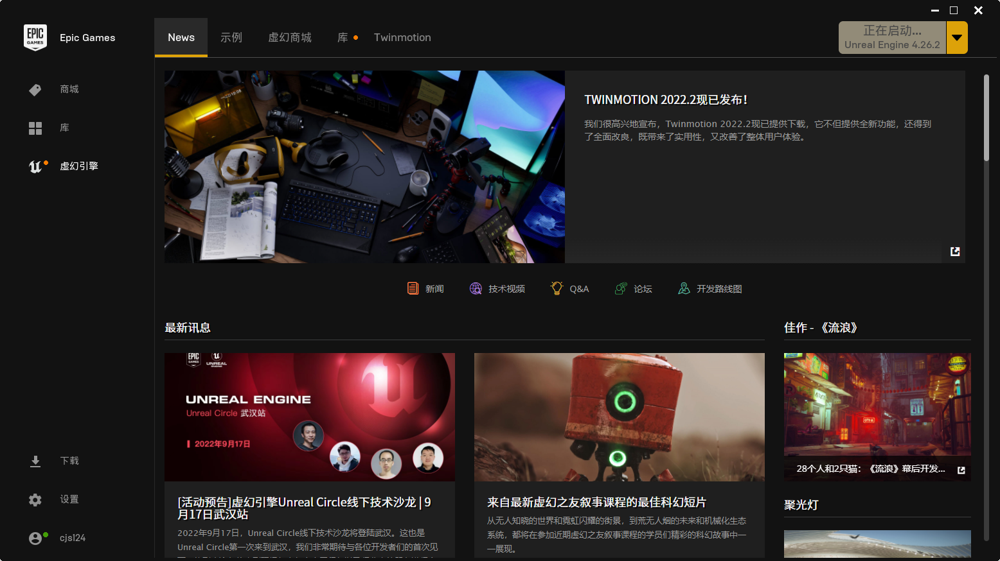 EPIC
GAMES
Epic Games
News
示例
虚幻商城
库
Twinmotion
正在启动...
Unreal Engine 4.26.2
商城
库
虚幻引擎
TWINMOTION 2022.2现已发布！
我们很高兴地宣布，Twinmotion 2022.2现已提供下载，它不但提供全新功能，还得到
了全面改良，既带来了实用性，又改善了整体用户体验。
新闻
技术视频
Q&A
论坛
开发路线图
最新讯息
佳作 - 《流浪》
EPIC
GAMES
UNREAL
ENGINE
UNREAL ENGINE
Unreal Circle 武汉站
2022年9月17日
[活动预告]虚幻引擎Unreal Circle线下技术沙龙 | 9
月17日武汉站
2022年9月17日，Unreal Circle线下技术沙龙将登陆武汉。这也是
Unreal Circle第一次来到武汉，我们非常期待与各位开发者们的首次见
来自最新虚幻之友叙事课程的最佳科幻短片
从无人知晓的世界和霓虹闪耀的街景，到荒无人烟的未来和机械化生态
系统，都将在参加近期虚幻之友叙事课程的学员们精彩的科幻故事中一
一展现。
28个人和2只猫：《流浪》幕后开发...
聚光灯
下载
设置
cjs124